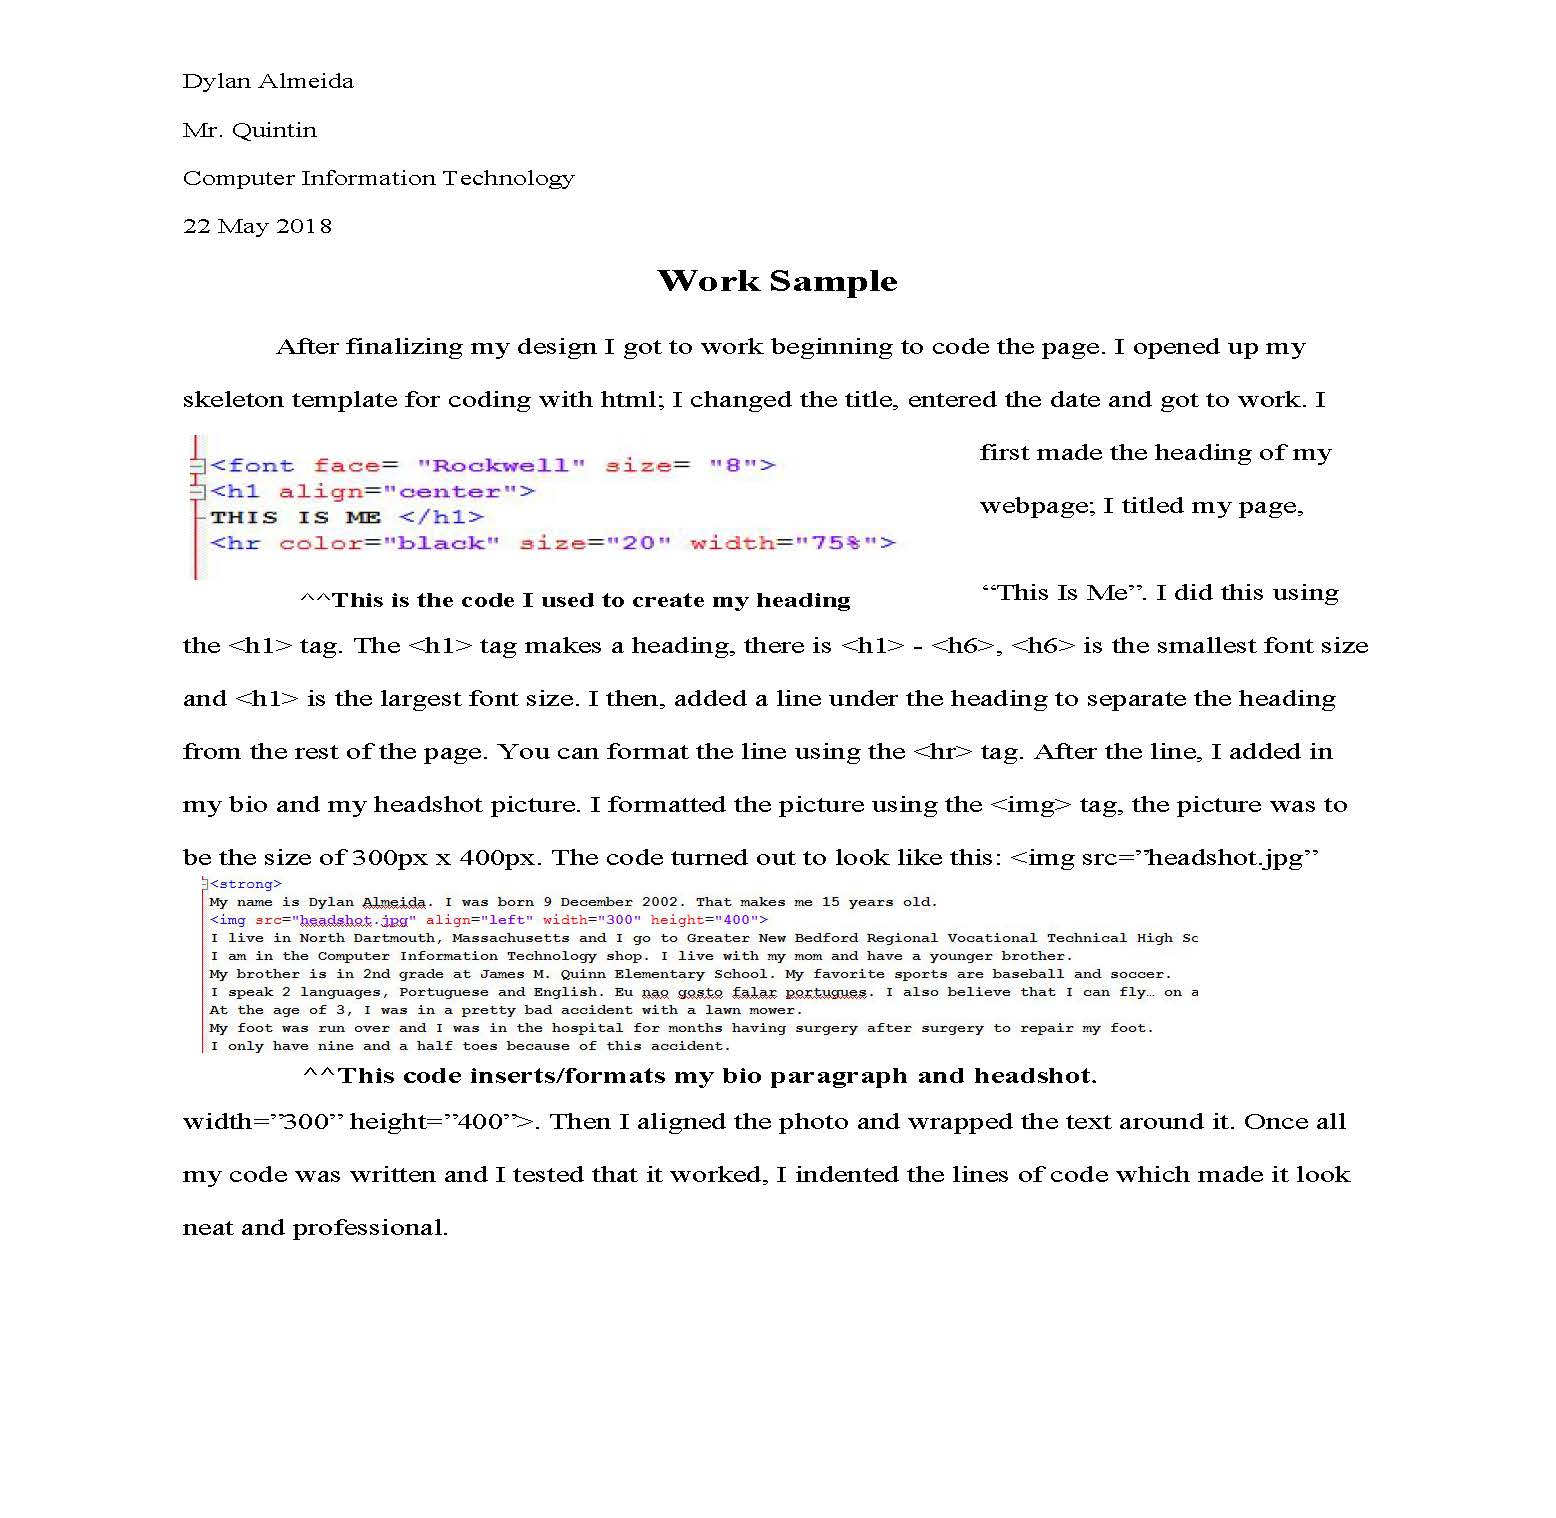 Dylan Almeida
Mr. Quintin
Computer Information Technology
22 May 2018
Work Sample
After finalizing my design I got to work beginning to code the page. I opened up my
skeleton template for coding with html; I changed the title, entered the date and got to work. I
first made the heading of my
webpage; I titled my page,
<font face= "Rockwell" size= "8">
<h1 align="center">
THIS IS ME </h1>
<hr color="black" size="20" width="75%">
^^This is the code I used to create my heading
“This Is Me”. I did this using
the <h1> tag. The <h1> tag makes a heading, there is <h1> - <h6>, <h6> is the smallest font size
and <h1> is the largest font size. I then, added a line under the heading to separate the heading
from the rest of the page. You can format the line using the <hr> tag. After the line, I added in
my bio and my headshot picture. I formatted the picture using the <img> tag, the picture was to
be the size of 300px x 400px. The code turned out to look like this: <img src=”headshot.jpg”
<strong>
My name is Dylan Almeida. I was born 9 December 2002. That makes me 15 years old.
<img src="headshot.jpg" align="left" width="300" height="400">
I live in North Dartmouth, Massachusetts and I go to Greater New Bedford Regional Vocational Technical High Sc
I am in the Computer Information Technology shop. I live with my mom and have a younger brother.
My brother is in 2nd grade at James M. Quinn Elementary School. My favorite sports are baseball and soccer.
I speak 2 languages, Portuguese and English. Eu nao gosto falar portugues. I also believe that I can fly… on a
At the age of 3, I was in a pretty bad accident with a lawn mower.
My foot was run over and I was in the hospital for months having surgery after surgery to repair my foot.
I only have nine and a half toes because of this accident.
^^This code inserts/formats my bio paragraph and headshot.
width=”300” height=”400”>. Then I aligned the photo and wrapped the text around it. Once all
my code was written and I tested that it worked, I indented the lines of code which made it look
neat and professional.